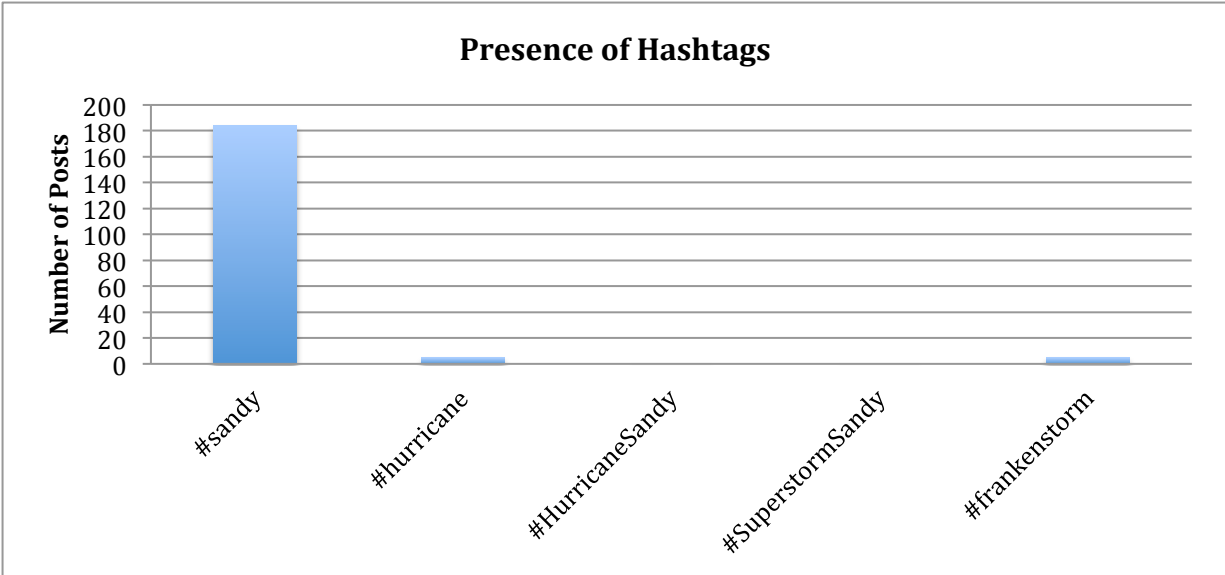 Presence of Hashtags
Number of Posts
200
180
160
140
120
100
80
60
40
20
0
#sandy
#hurricane
#HurricaneSandy
#SuperstormSandy
#frankenstorm